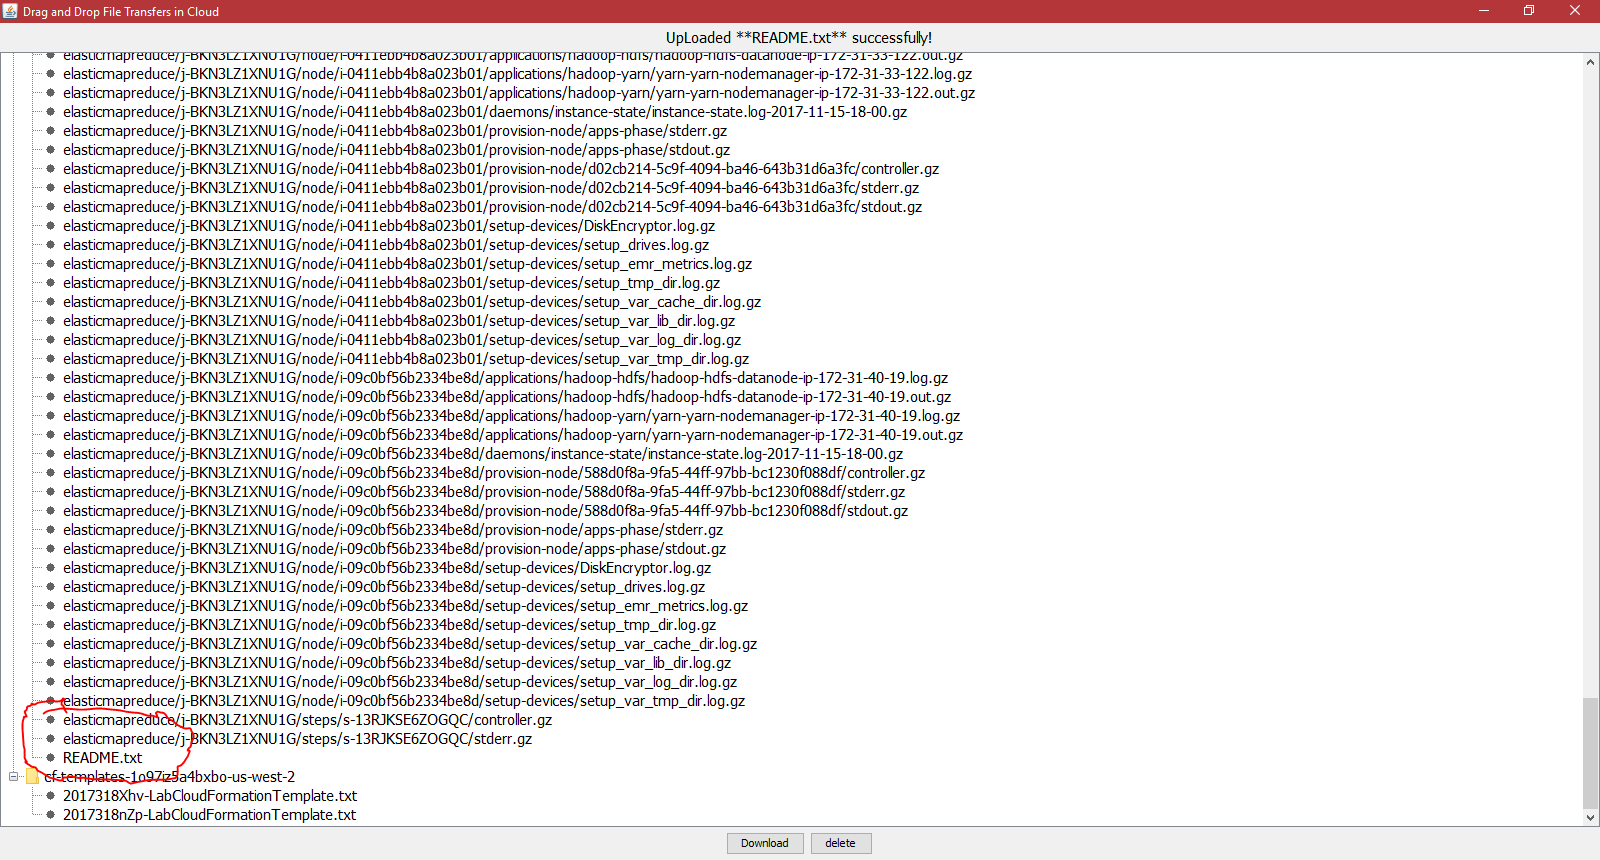 Drag and Drop File Transfers in Cloud
UpLoaded **README.txt** successfully!
elasticmapreduce/j-BKN3LZ1XNU1G/node/i-0411ebb4b8a023b01/applications/hadoop-hdfs/hadoop-hdfs-datanode-ip-172-31-33-122.out.gz
elasticmapreduce/j-BKN3LZ1XNU1G/node/i-0411ebb4b8a023b01/applications/hadoop-yarn/yarn-yarn-nodemanager-ip-172-31-33-122.log.gz
elasticmapreduce/j-BKN3LZ1XNU1G/node/i-0411ebb4b8a023b01/applications/hadoop-yarn/yarn-yarn-nodemanager-ip-172-31-33-122.out.gz
elasticmapreduce/j-BKN3LZ1XNU1G/node/i-0411ebb4b8a023b01/daemons/instance-state/instance-state.log-2017-11-15-18-00.gz
elasticmapreduce/j-BKN3LZ1XNU1G/node/i-0411ebb4b8a023b01/provision-node/apps-phase/stderr.gz
elasticmapreduce/j-BKN3LZ1XNU1G/node/i-0411ebb4b8a023b01/provision-node/apps-phase/stdout.gz
elasticmapreduce/j-BKN3LZ1XNU1G/node/i-0411ebb4b8a023b01/provision-node/d02cb214-5c9f-4094-ba46-643b31d6a3fc/controller.gz
elasticmapreduce/j-BKN3LZ1XNU1G/node/i-0411ebb4b8a023b01/provision-node/d02cb214-5c9f-4094-ba46-643b31d6a3fc/stderr.gz
elasticmapreduce/j-BKN3LZ1XNU1G/node/i-0411ebb4b8a023b01/provision-node/d02cb214-5c9f-4094-ba46-643b31d6a3fc/stdout.gz
elasticmapreduce/j-BKN3LZ1XNU1G/node/i-0411ebb4b8a023b01/setup-devices/DiskEncryptor.log.gz
elasticmapreduce/j-BKN3LZ1XNU1G/node/i-0411ebb4b8a023b01/setup-devices/setup_drives.log.gz
elasticmapreduce/j-BKN3LZ1XNU1G/node/i-0411ebb4b8a023b01/setup-devices/setup_emr_metrics.log.gz
elasticmapreduce/j-BKN3LZ1XNU1G/node/i-0411ebb4b8a023b01/setup-devices/setup_tmp_dir.log.gz
elasticmapreduce/j-BKN3LZ1XNU1G/node/i-0411ebb4b8a023b01/setup-devices/setup_var_cache_dir.log.gz
elasticmapreduce/j-BKN3LZ1XNU1G/node/i-0411ebb4b8a023b01/setup-devices/setup_var_lib_dir.log.gz
elasticmapreduce/j-BKN3LZ1XNU1G/node/i-0411ebb4b8a023b01/setup-devices/setup_var_log_dir.log.gz
elasticmapreduce/j-BKN3LZ1XNU1G/node/i-0411ebb4b8a023b01/setup-devices/setup_var_tmp_dir.log.gz
elasticmapreduce/j-BKN3LZ1XNU1G/node/i-09c0bf56b2334be8d/applications/hadoop-hdfs/hadoop-hdfs-datanode-ip-172-31-40-19.log.gz
elasticmapreduce/j-BKN3LZ1XNU1G/node/i-09c0bf56b2334be8d/applications/hadoop-hdfs/hadoop-hdfs-datanode-ip-172-31-40-19.out.gz
elasticmapreduce/j-BKN3LZ1XNU1G/node/i-09c0bf56b2334be8d/applications/hadoop-yarn/yarn-yarn-nodemanager-ip-172-31-40-19.log.gz
elasticmapreduce/j-BKN3LZ1XNU1G/node/i-09c0bf56b2334be8d/applications/hadoop-yarn/yarn-yarn-nodemanager-ip-172-31-40-19.out.gz
elasticmapreduce/j-BKN3LZ1XNU1G/node/i-09c0bf56b2334be8d/daemons/instance-state/instance-state.log-2017-11-15-18-00.gz
elasticmapreduce/j-BKN3LZ1XNU1G/node/i-09c0bf56b2334be8d/provision-node/588d0f8a-9fa5-44ff-97bb-bc1230f088df/controller.gz
elasticmapreduce/j-BKN3LZ1XNU1G/node/i-09c0bf56b2334be8d/provision-node/588d0f8a-9fa5-44ff-97bb-bc1230f088df/stderr.gz
elasticmapreduce/j-BKN3LZ1XNU1G/node/i-09c0bf56b2334be8d/provision-node/588d0f8a-9fa5-44ff-97bb-bc1230f088df/stdout.gz
elasticmapreduce/j-BKN3LZ1XNU1G/node/i-09c0bf56b2334be8d/provision-node/apps-phase/stderr.gz
elasticmapreduce/j-BKN3LZ1XNU1G/node/i-09c0bf56b2334be8d/provision-node/apps-phase/stdout.gz
elasticmapreduce/j-BKN3LZ1XNU1G/node/i-09c0bf56b2334be8d/setup-devices/DiskEncryptor.log.gz
elasticmapreduce/j-BKN3LZ1XNU1G/node/i-09c0bf56b2334be8d/setup-devices/setup_drives.log.gz
elasticmapreduce/j-BKN3LZ1XNU1G/node/i-09c0bf56b2334be8d/setup-devices/setup_emr_metrics.log.gz
elasticmapreduce/j-BKN3LZ1XNU1G/node/i-09c0bf56b2334be8d/setup-devices/setup_tmp_dir.log.gz
elasticmapreduce/j-BKN3LZ1XNU1G/node/i-09c0bf56b2334be8d/setup-devices/setup_var_cache_dir.log.gz
elasticmapreduce/j-BKN3LZ1XNU1G/node/i-09c0bf56b2334be8d/setup-devices/setup_var_lib_dir.log.gz
elasticmapreduce/j-BKN3LZ1XNU1G/node/i-09c0bf56b2334be8d/setup-devices/setup_var_log_dir.log.gz
elasticmapreduce/j-BKN3LZ1XNU1G/node/i-09c0bf56b2334be8d/setup-devices/setup_var_tmp_dir.log.gz
elasticmapreduce/j-BKN3LZ1XNU1G/steps/s-13RJKSE6ZOGQC/controller.gz
elasticmapreduce/j-BKN3LZ1XNU1G/steps/s-13RJKSE6ZOGQC/stderr.gz
README.txt
cf-templates-1o97iz5a4bxbo-us-west-2
2017318Xhv-LabCloudFormationTemplate.txt
2017318nZp-LabCloudFormationTemplate.txt
Download delete